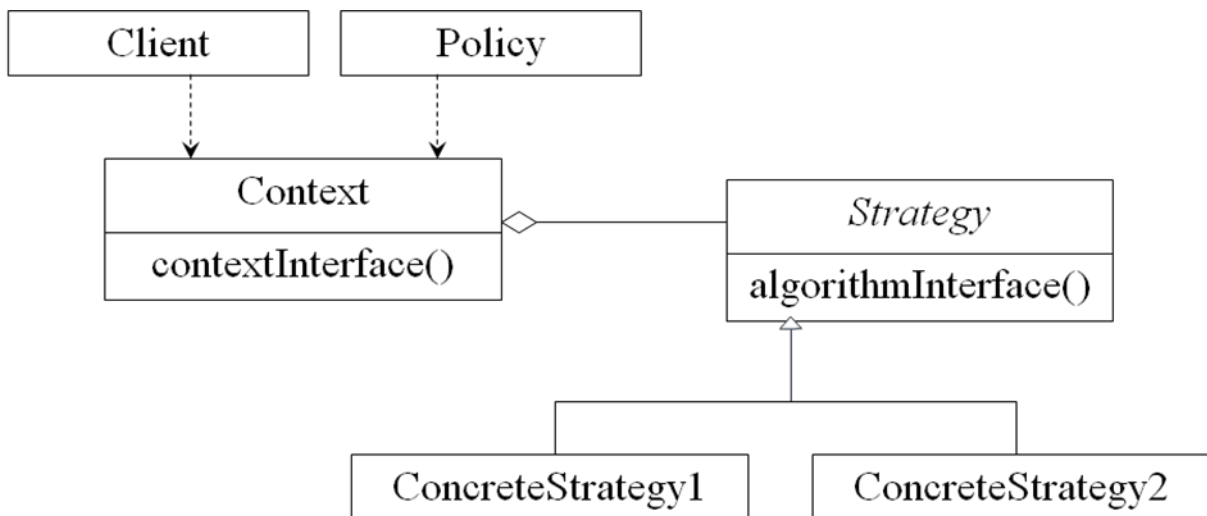 Client
Policy
Context
contextInterface()
Strategy
algorithmInterface()
ConcreteStrategy1
ConcreteStrategy2